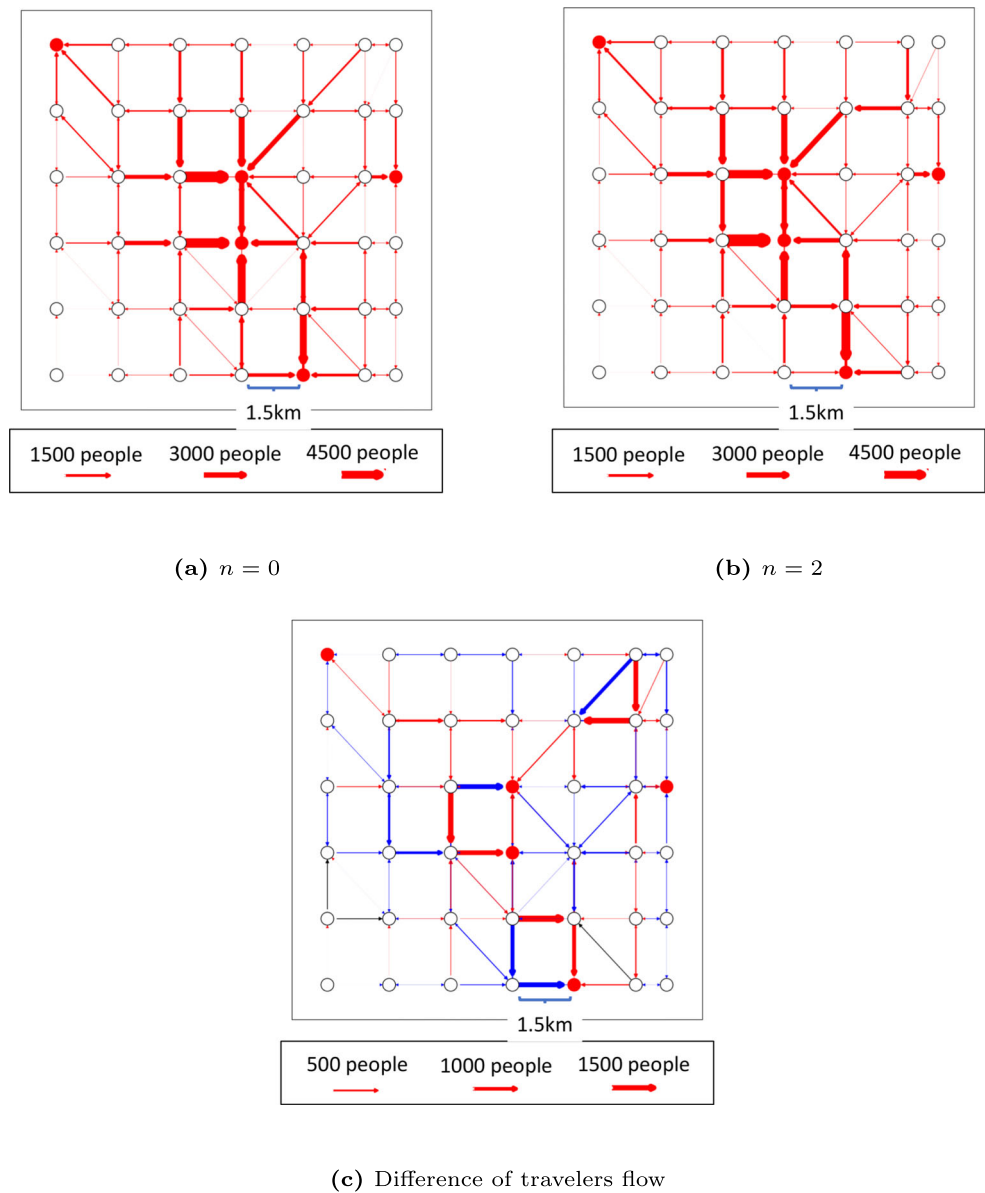 1.5km
1.5km
1500 people 3000 people 4500 people
1500 people 3000 people 4500 people
(a) n = 0
(b) n = 2
1.5km
500 people 1000 people 1500 people
(c) Difference of travelers flow